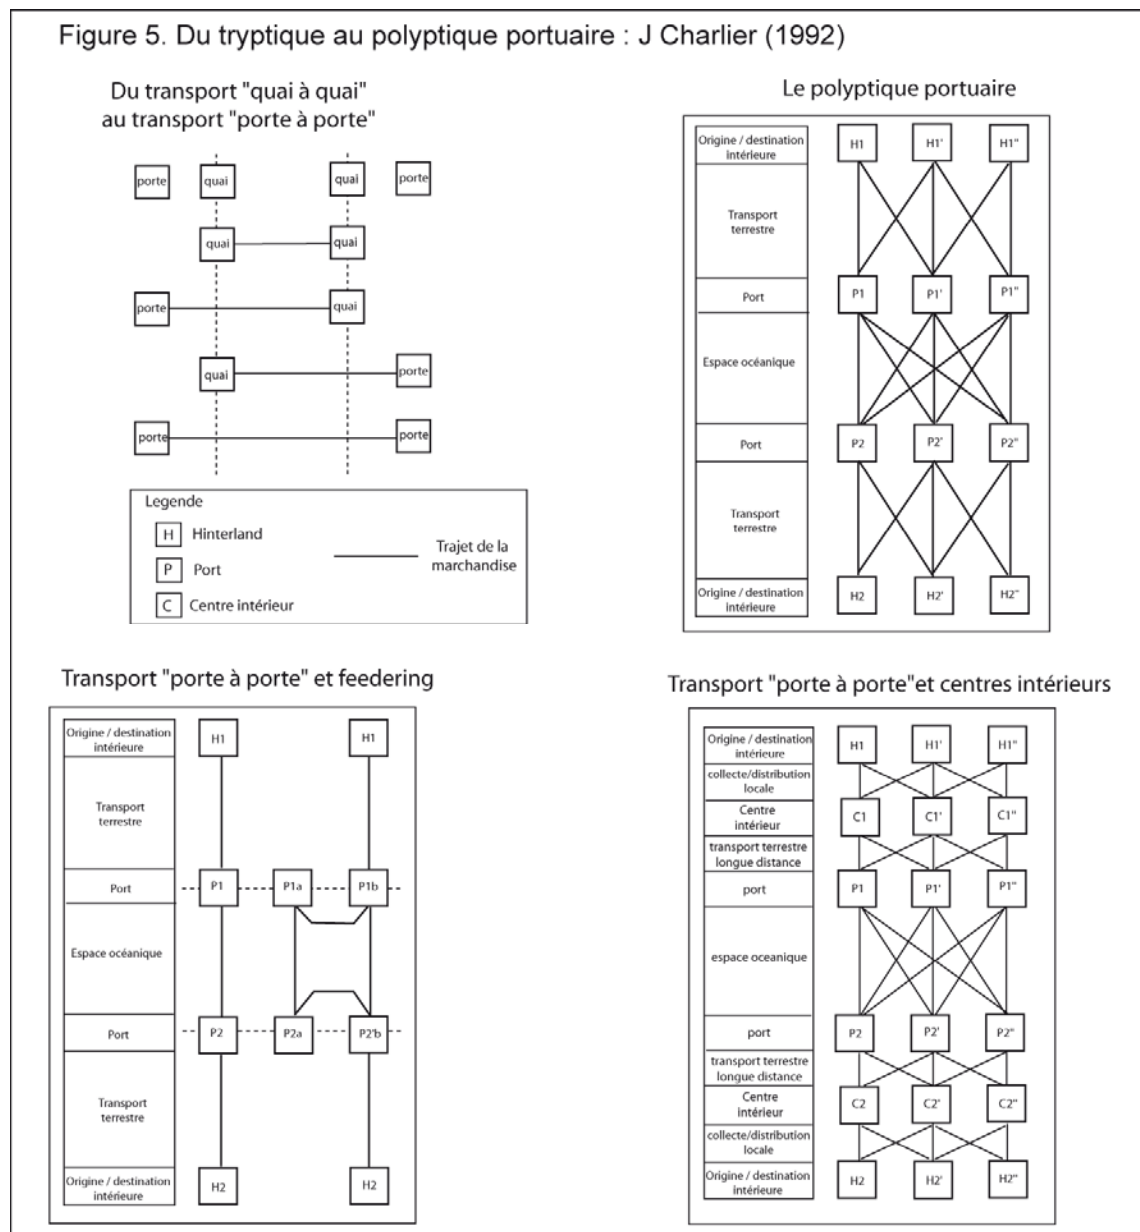 Figure 5. Du tryptique au polyptique portuaire : J Charlier (1992)
Du transport "quai à quai"
au transport "porte à porte"
porte quai quai porte
quai quai
porte quai
quai porte
porte porte
Legende
H Hinterland
P Port
C Centre intérieur
Trajet de la
marchandise
Le polyptique portuaire
Origine / destination
intérieure
H1 H1' H1"
Transport
terrestre
Port
P1 P1' P1"
Espace océanique
Port
P2 P2' P2"
Transport
terrestre
Origine / destination
intérieure
H2 H2' H2"
Transport "porte à porte" et feedering
Origine / destination
intérieure
H1 H1
Transport
terrestre
Port
P1 P1a P1b
Espace océanique
Port
P2 P2a P2'b
Transport
terrestre
Origine / destination
intérieure
H2 H2
Transport "porte à porte"et centres intérieurs
Origine / destination
intérieure
H1 H1' H1"
collecte/distribution
locale
Centre
intérieur
C1 C1' C1"
transport terrestre
longue distance
port
P1 P1' P1"
espace oceanique
port
P2 P2' P2"
transport terrestre
longue distance
Centre
intérieur
C2 C2' C2"
collecte/distribution
locale
Origine / destination
intérieure
H2 H2' H2"